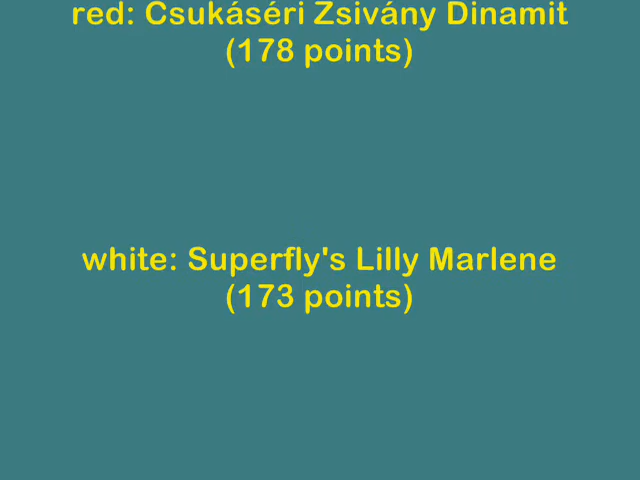 red: Csukáséri Zsivány Dinamit
(178 points)
white: Superfly's Lilly Marlene
(173 points)